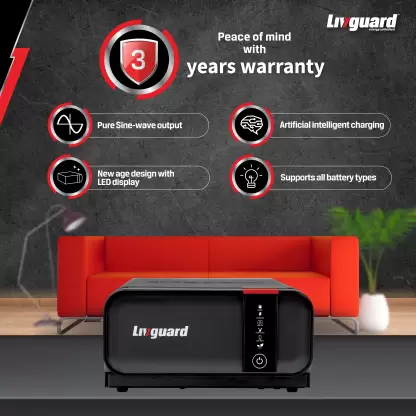 Livguard
energy unlimited
Peace of mind
with
3
years warranty
Pure Sine-wave output
Artificial intelligent charging
New age design with
LED display
Supports all battery types
Livguard